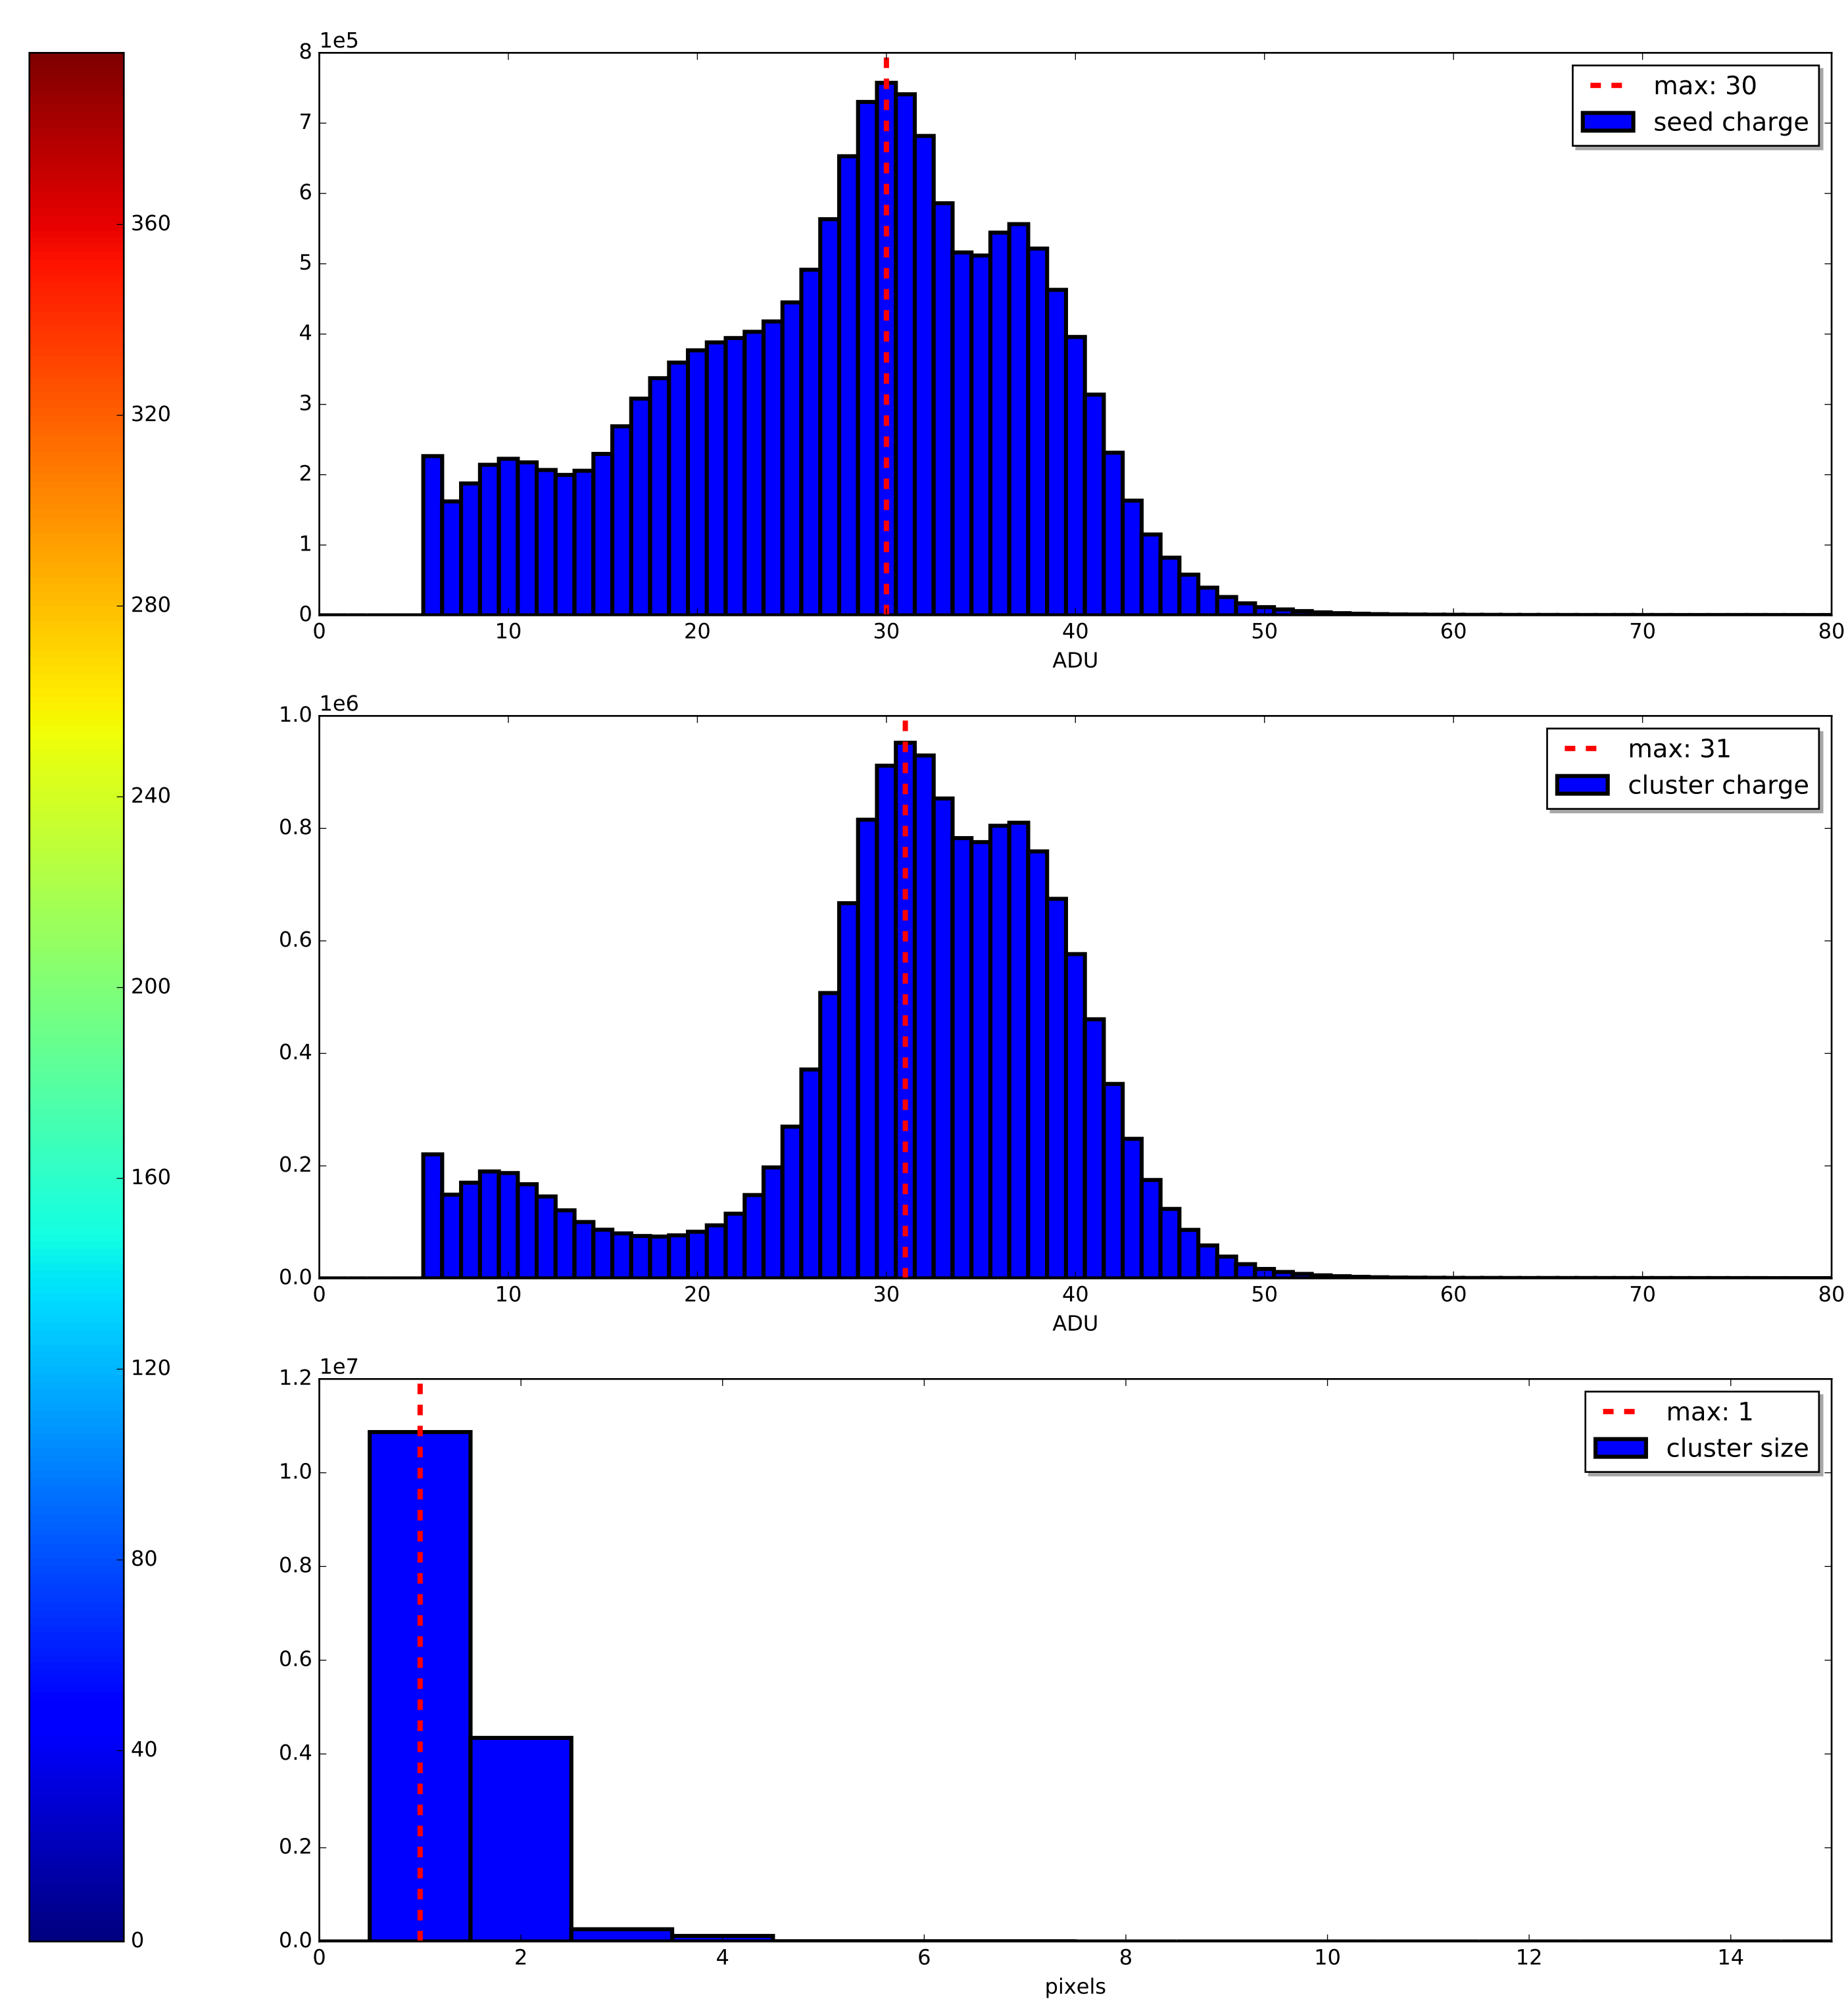 360
320
280
240
200
160
120
80
40
0
1e5
8
7
6
5
4
3
2
1
0
max: 30
seed charge
0 10 20 30 40 50 60 70 80
ADU
1e6
1.0
0.8
0.6
0.4
0.2
0.0
max: 31
cluster charge
0 10 20 30 40 50 60 70 80
ADU
1e7
1.2
1.0
0.8
0.6
0.4
0.2
0.0
max: 1
cluster size
0 2 4 6 8 10 12 14
pixels